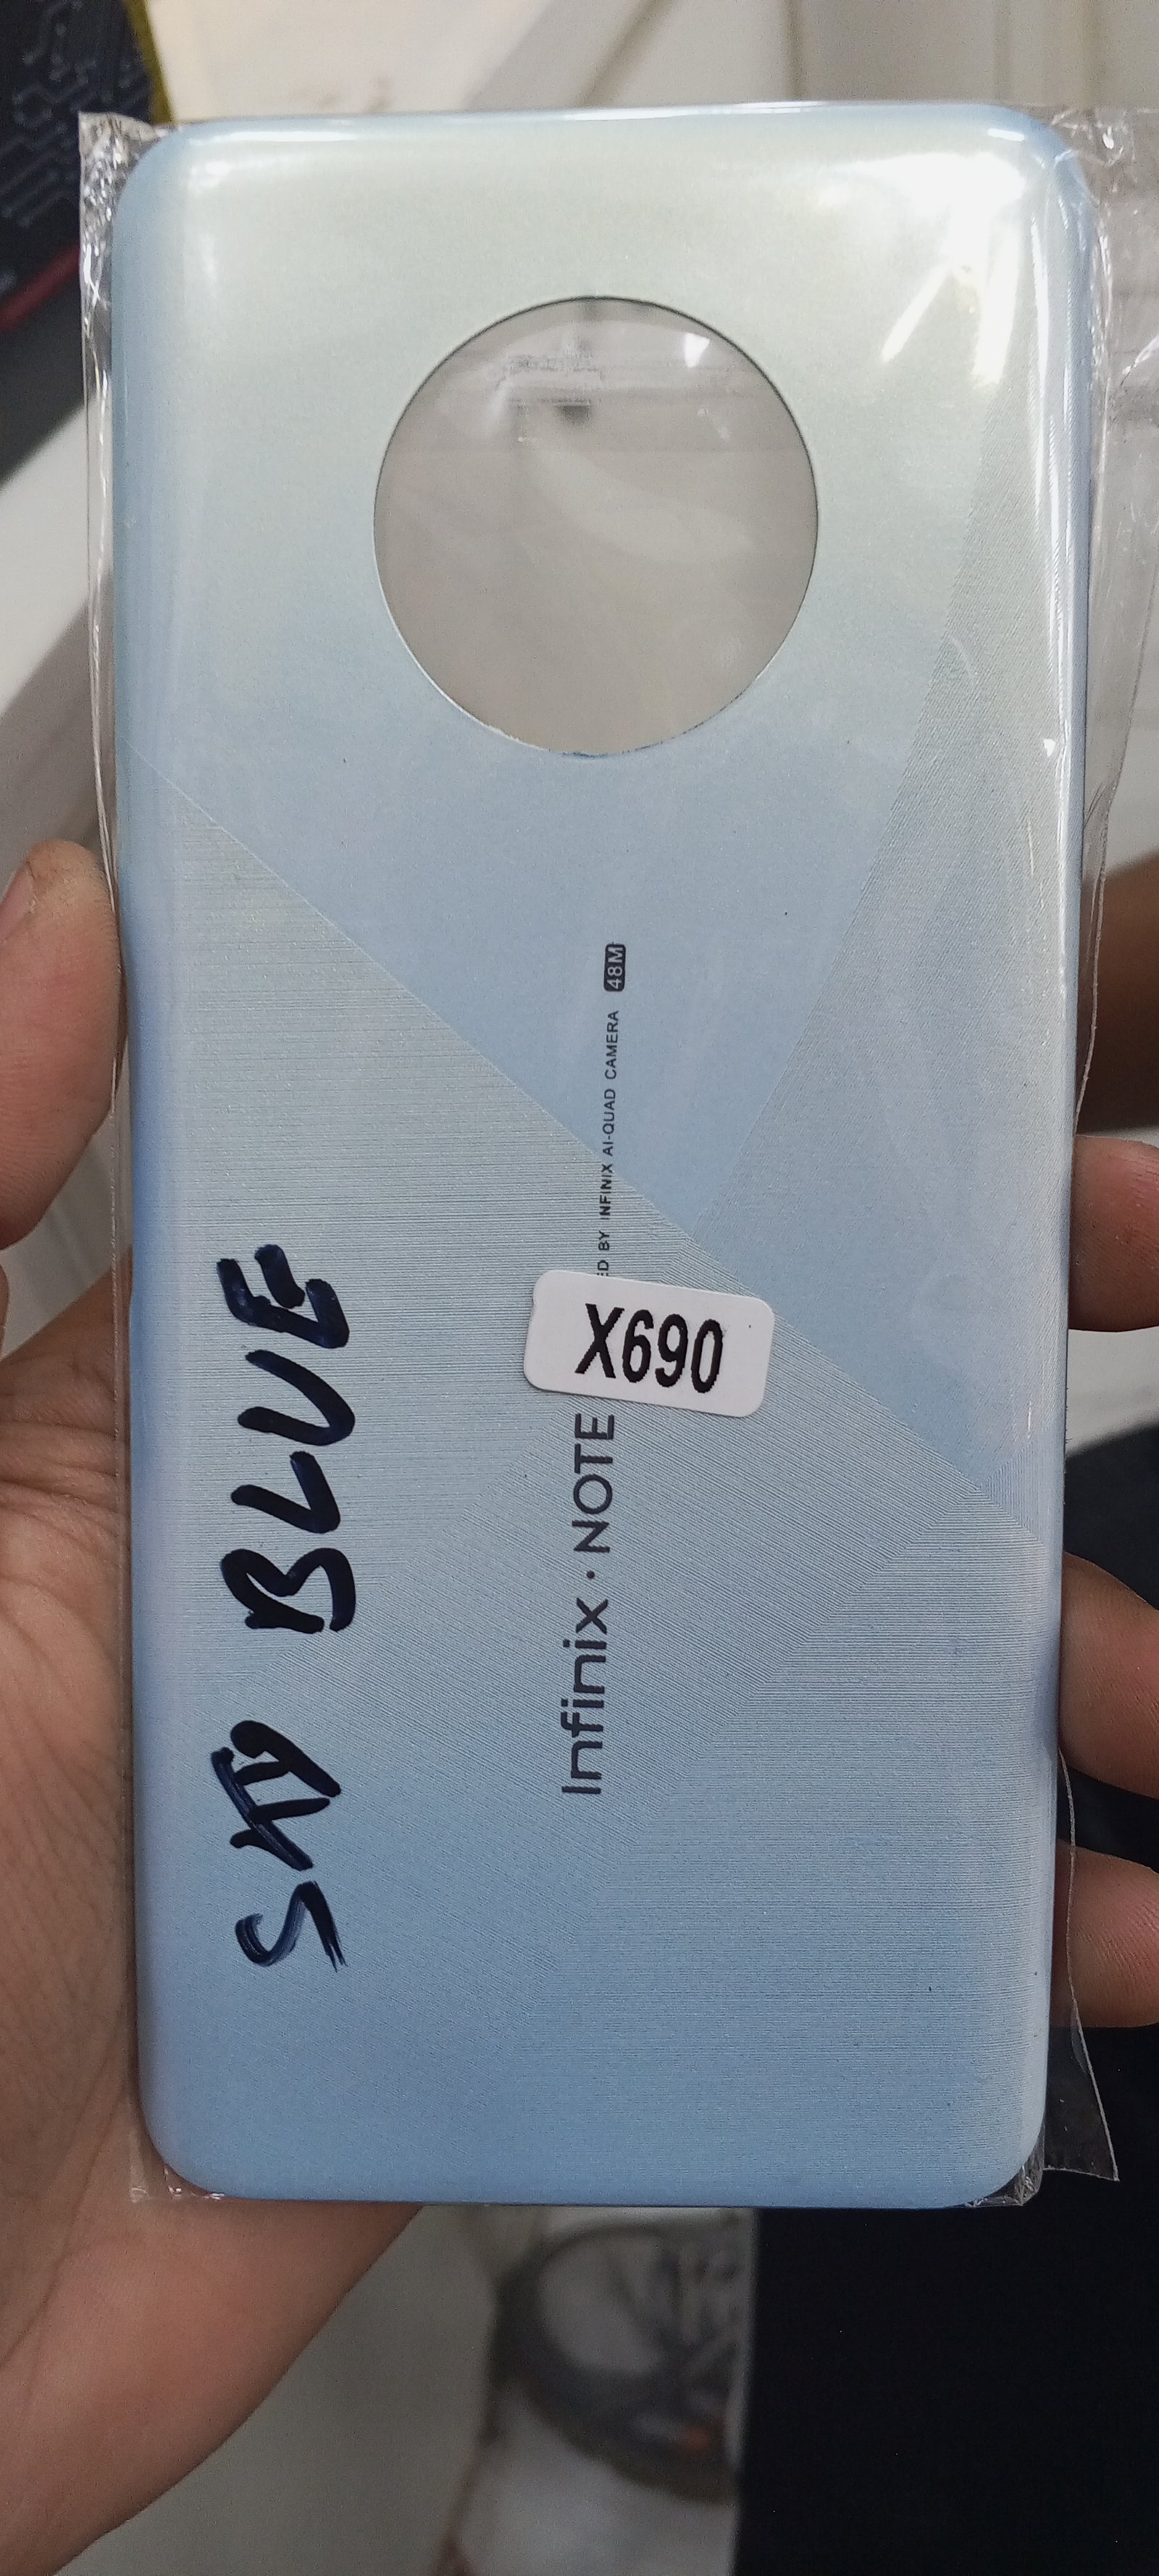 SKY BLUE
ED BY INFINIX AI-QUAD CAMERA 48M
X690
Infinix · NOTE